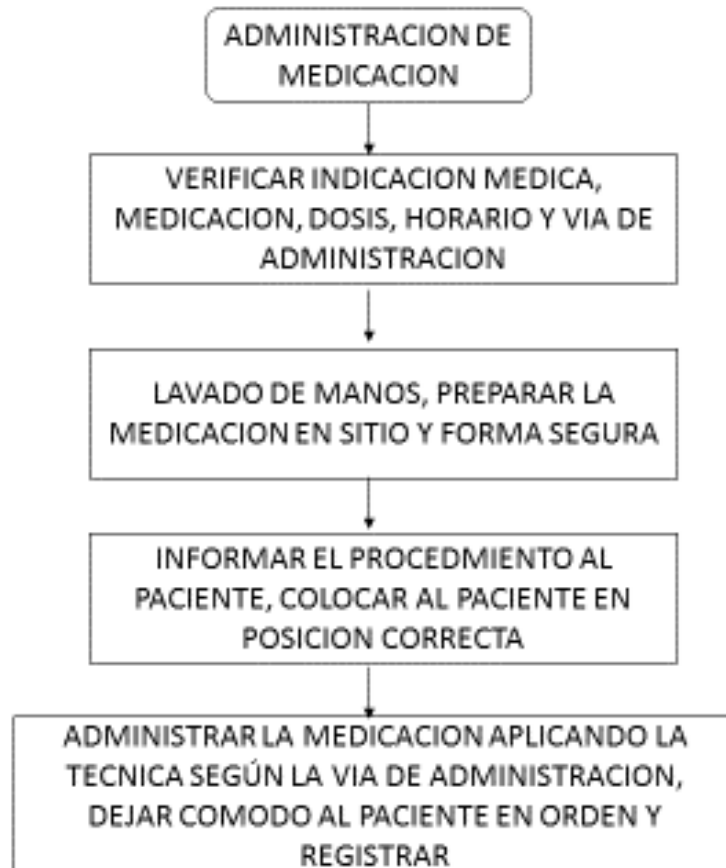 ADMINISTRACION DE
MEDICACION
VERIFICAR INDICACION MEDICA,
MEDICACION, DOSIS, HORARIO Y VIA DE
ADMINISTRACION
LAVADO DE MANOS, PREPARAR LA
MEDICACION EN SITIO Y FORMA SEGURA
INFORMAR EL PROCEDMIENTO AL
PACIENTE, COLOCAR AL PACIENTE EN
POSICION CORRECTA
ADMINISTRAR LA MEDICACION APLICANDO LA
TECNICA SEGÚN LA VIA DE ADMINISTRACION,
DEJAR COMODO AL PACIENTE EN ORDEN Y
REGISTRAR